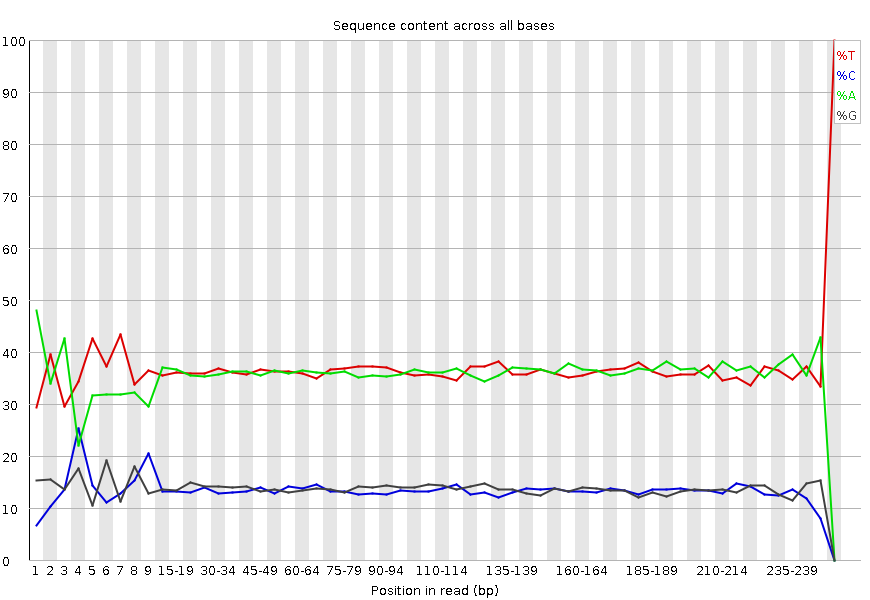 Sequence content across all bases
100
90
80
70
60
50
40
30
20
10
0
%T
%C
%A
%G
1 2 3 4 5 6 7 8 9 15-19 30-34 45-49 60-64 75-79 90-94 110-114 135-139 160-164 185-189 210-214 235-239
Position in read (bp)